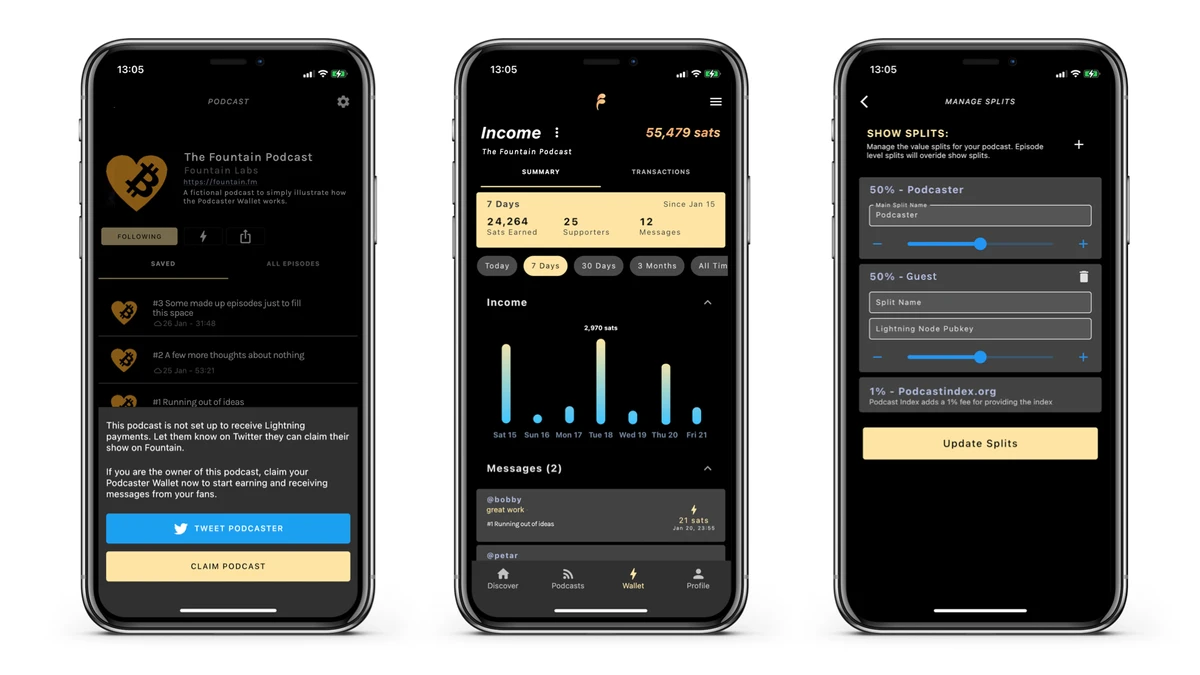 13:05
PODCAST
The Fountain Podcast
Fountain Labs
https://fountain.fm
A fictional podcast to simply illustrate how
the Podcaster Wallet works.
FOLLOWING
SAVED
ALL EPISODES
#3 Some made up episodes just to fill
this space
26 Jan - 31:48
#2 A few more thoughts about nothing
25 Jan - 53:21
#1 Running out of ideas
This podcast is not set up to receive Lightning
payments. Let them know on Twitter they can claim their
show on Fountain.
If you are the owner of this podcast, claim your
Podcaster Wallet now to start earning and receiving
messages from your fans.
TWEET PODCASTER
CLAIM PODCAST
13:05
Income
55,479 sats
The Fountain Podcast
SUMMARY
TRANSACTIONS
7 Days
Since Jan 15
24,264
25
12
Sats Earned
Supporters
Messages
Today
7 Days
30 Days
3 Months
All Tim
Income
2,970 sats
Sat 15
Sun 16
Mon 17
Tue 18
Wed 19
Thu 20
Fri 21
Messages (2)
@bobby
great work
#1 Running out of ideas
21 sats
Jan 20, 23:55
@petar
Discover
Podcasts
Wallet
Profile
13:05
MANAGE SPLITS
SHOW SPLITS:
Manage the value splits for your podcast. Episode
level splits will overide show splits.
50% - Podcaster
Main Split Name
Podcaster
50% - Guest
Split Name
Lightning Node Pubkey
1% - Podcastindex.org
Podcast Index adds a 1% fee for providing the index
Update Splits